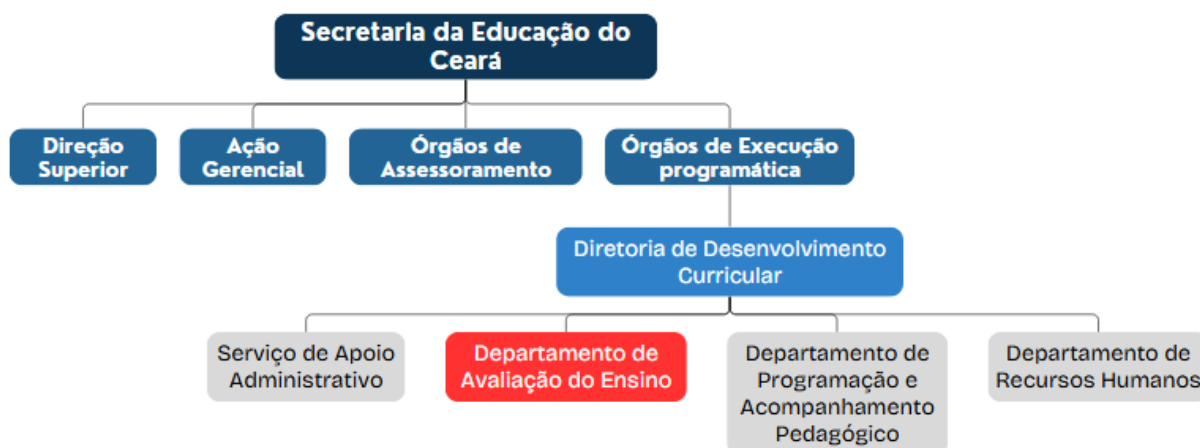 Secretaria da Educação do
Ceará
Direção
Superior
Ação
Gerencial
Órgãos de
Assessoramento
Órgãos de Execução
programática
Diretoria de Desenvolvimento
Curricular
Serviço de Apoio
Administrativo
Departamento de
Avaliação do Ensino
Departamento de
Programação e
Acompanhamento
Pedagógico
Departamento de
Recursos Humanos